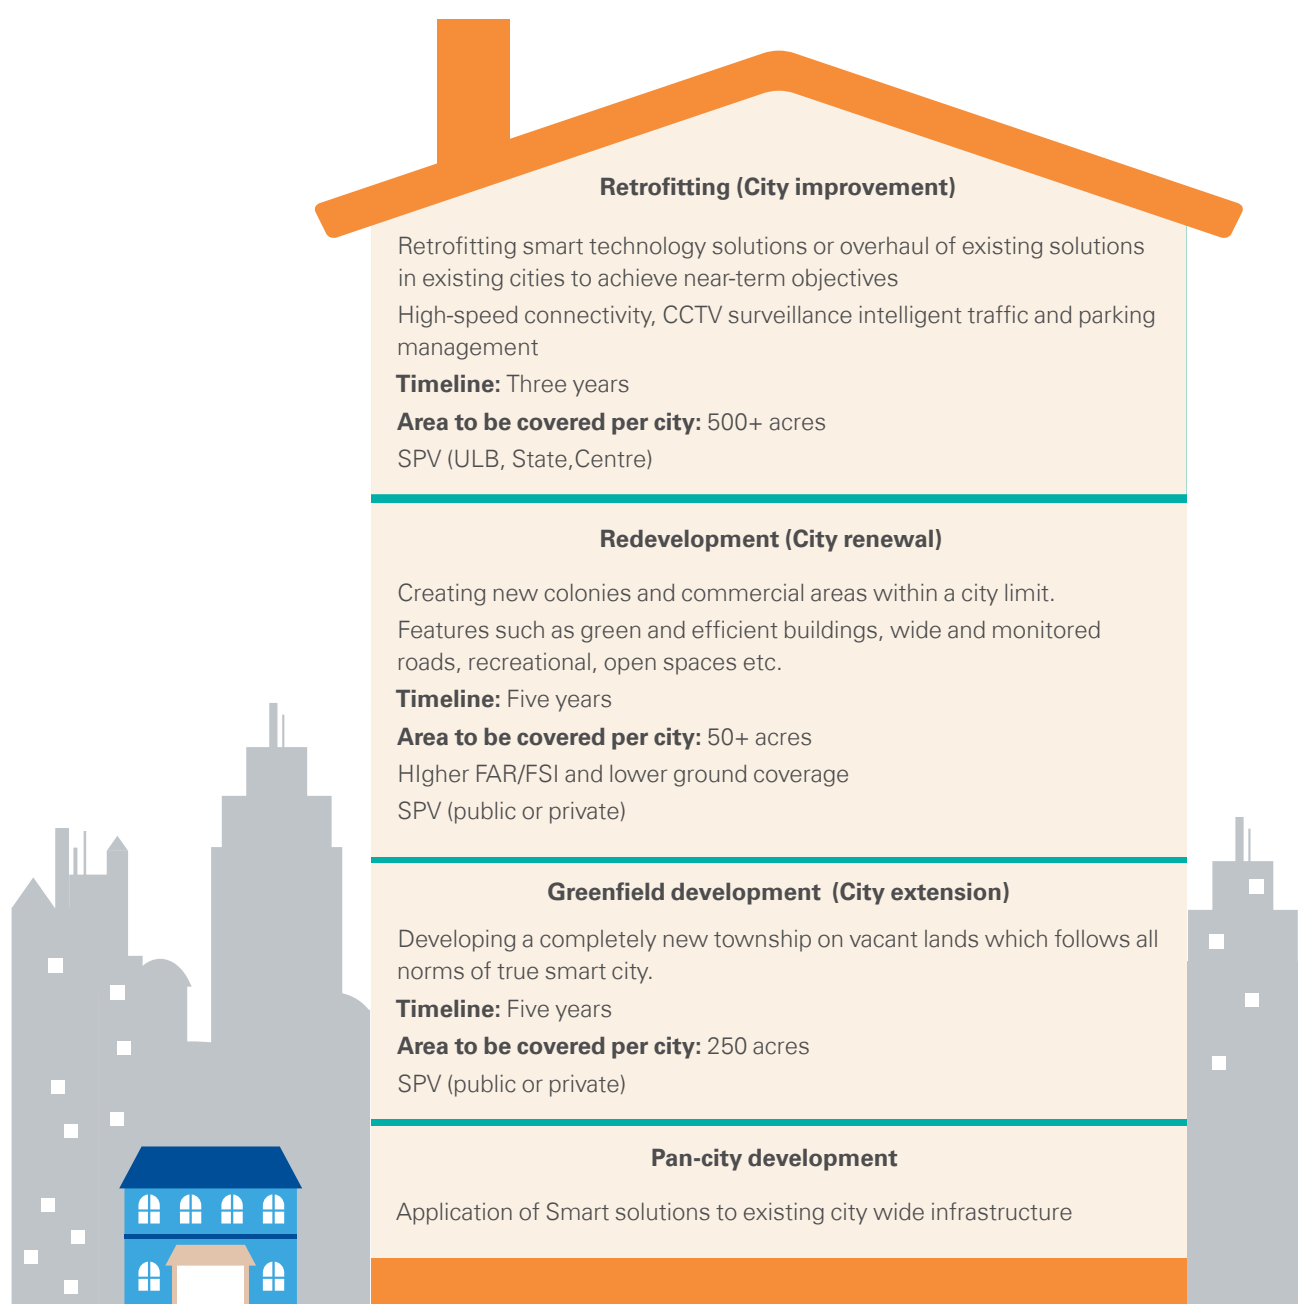 Retrofitting (City improvement)
Retrofitting smart technology solutions or overhaul of existing solutions
in existing cities to achieve near-term objectives
High-speed connectivity, CCTV surveillance intelligent traffic and parking
management
Timeline: Three years
Area to be covered per city: 500+ acres
SPV (ULB, State,Centre)
Redevelopment (City renewal)
Creating new colonies and commercial areas within a city limit.
Features such as green and efficient buildings, wide and monitored
roads, recreational, open spaces etc.
Timeline: Five years
Area to be covered per city: 50+ acres
HIgher FAR/FSI and lower ground coverage
SPV (public or private)
Greenfield development  (City extension)
Developing a completely new township on vacant lands which follows all
norms of true smart city.
Timeline: Five years
Area to be covered per city: 250 acres
SPV (public or private)
Pan-city development
Application of Smart solutions to existing city wide infrastructure